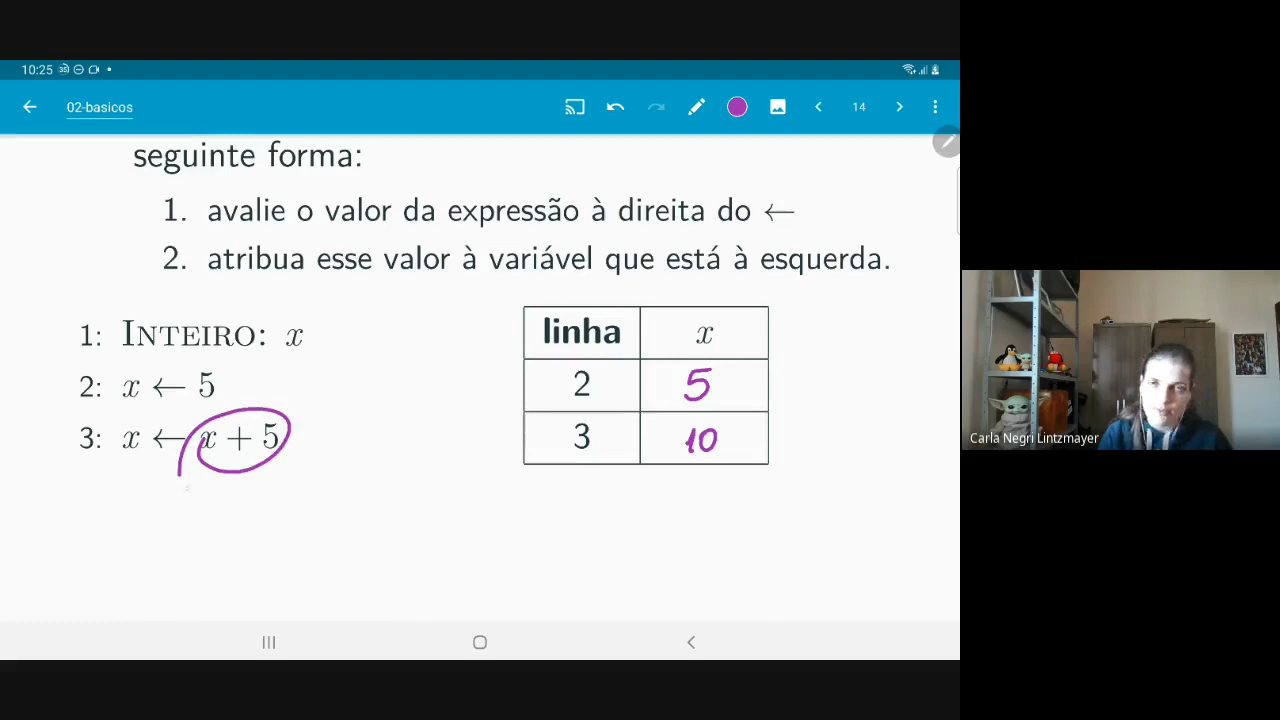 10:25
02-basicos
14
seguinte forma:
1. avalie o valor da expressão à direita do ←
2. atribua esse valor à variável que está à esquerda.
1: INTEIRO: x
2: x ← 5
3: x ← x + 5
linha x
2 5
3 10
Carla Negri Lintzmayer